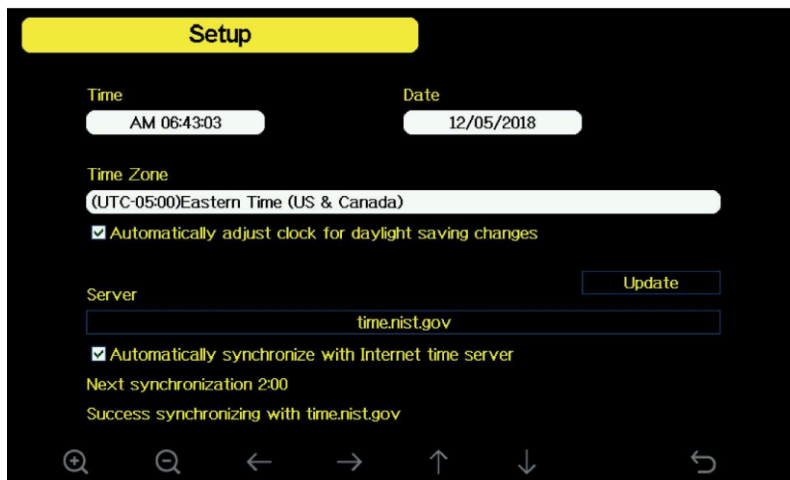 Setup
Time Date
AM 06:43:03 12/05/2018
Time Zone
(UTC-05:00)Eastern Time (US & Canada)
Automatically adjust clock for daylight saving changes
Update
Server
time.nist.gov
Automatically synchronize with Internet time server
Next synchronization 2:00
Success synchronizing with time.nist.gov